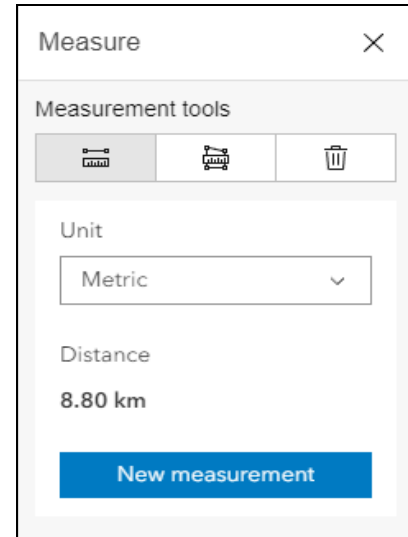 Measure
Measurement tools
Unit
Metric
Distance
8.80 km
New measurement